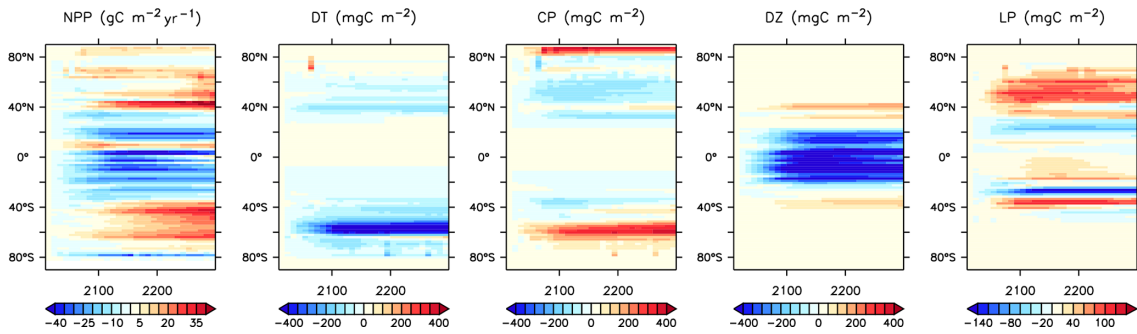 NPP (gC m⁻² yr⁻¹)
DT (mgC m⁻²)
CP (mgC m⁻²)
DZ (mgC m⁻²)
LP (mgC m⁻²)
80°N 80°N 80°N 80°N 80°N
40°N 40°N 40°N 40°N 40°N
0° 0° 0° 0° 0°
40°S 40°S 40°S 40°S 40°S
80°S 80°S 80°S 80°S 80°S
2100 2200 2100 2200 2100 2200 2100 2200 2100 2200
−40 −25 −10 5 20 35
−400 −200 0 200 400
−400 −200 0 200 400
−400 −200 0 200 400
−140 −80 −20 40 100